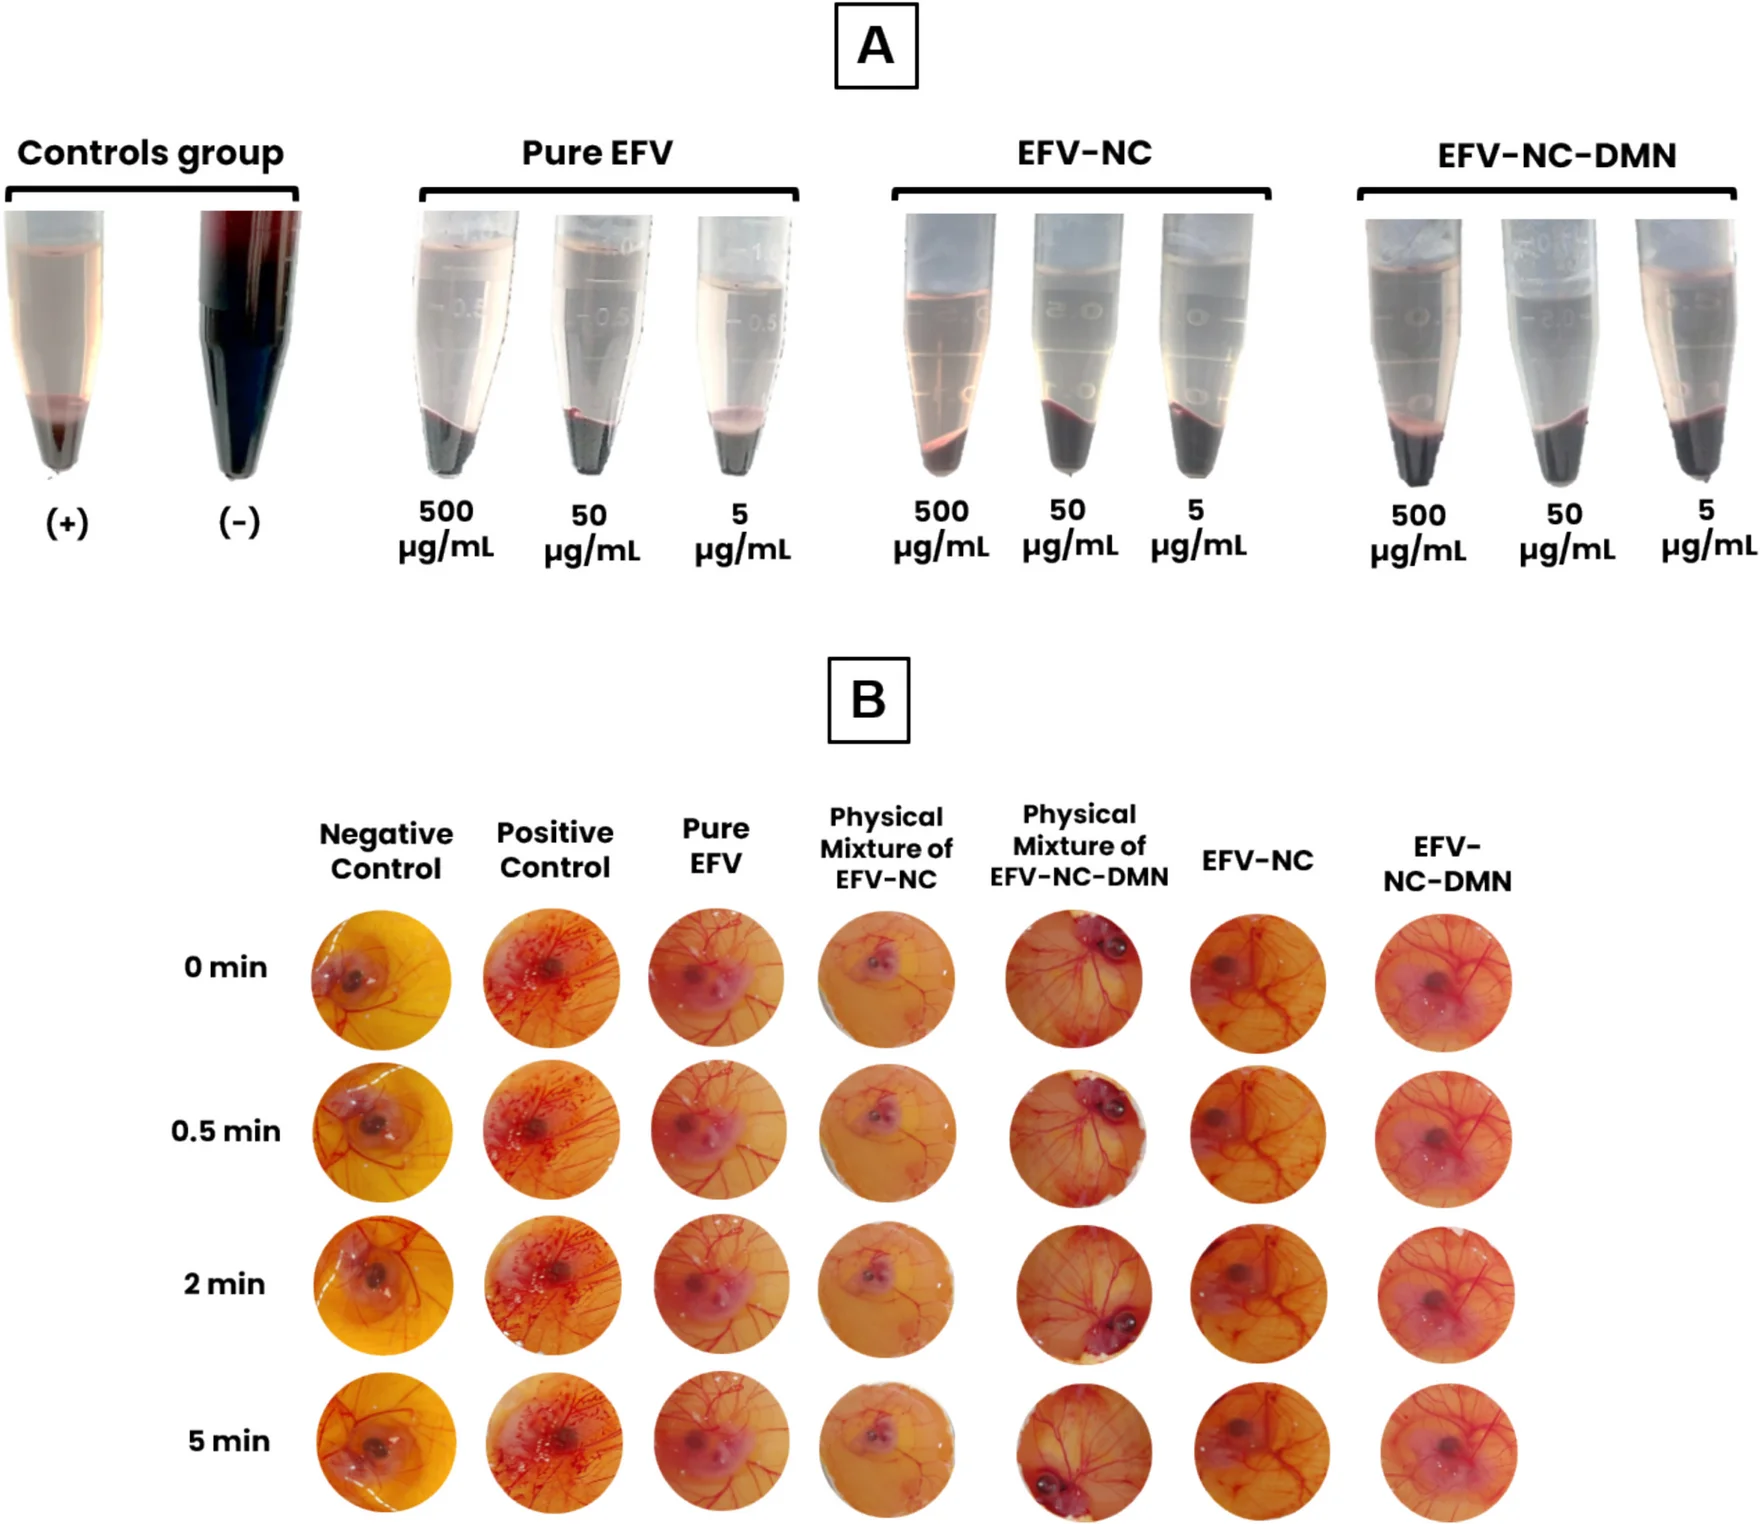 A
Controls group
Pure EFV
EFV-NC
EFV-NC-DMN
(+)
(-)
500
µg/mL
50
µg/mL
5
µg/mL
500
µg/mL
50
µg/mL
5
µg/mL
500
µg/mL
50
µg/mL
5
µg/mL
B
Negative
Control
Positive
Control
Pure
EFV
Physical
Mixture of
EFV-NC
Physical
Mixture of
EFV-NC-DMN
EFV-NC
EFV-
NC-DMN
0 min
0.5 min
2 min
5 min